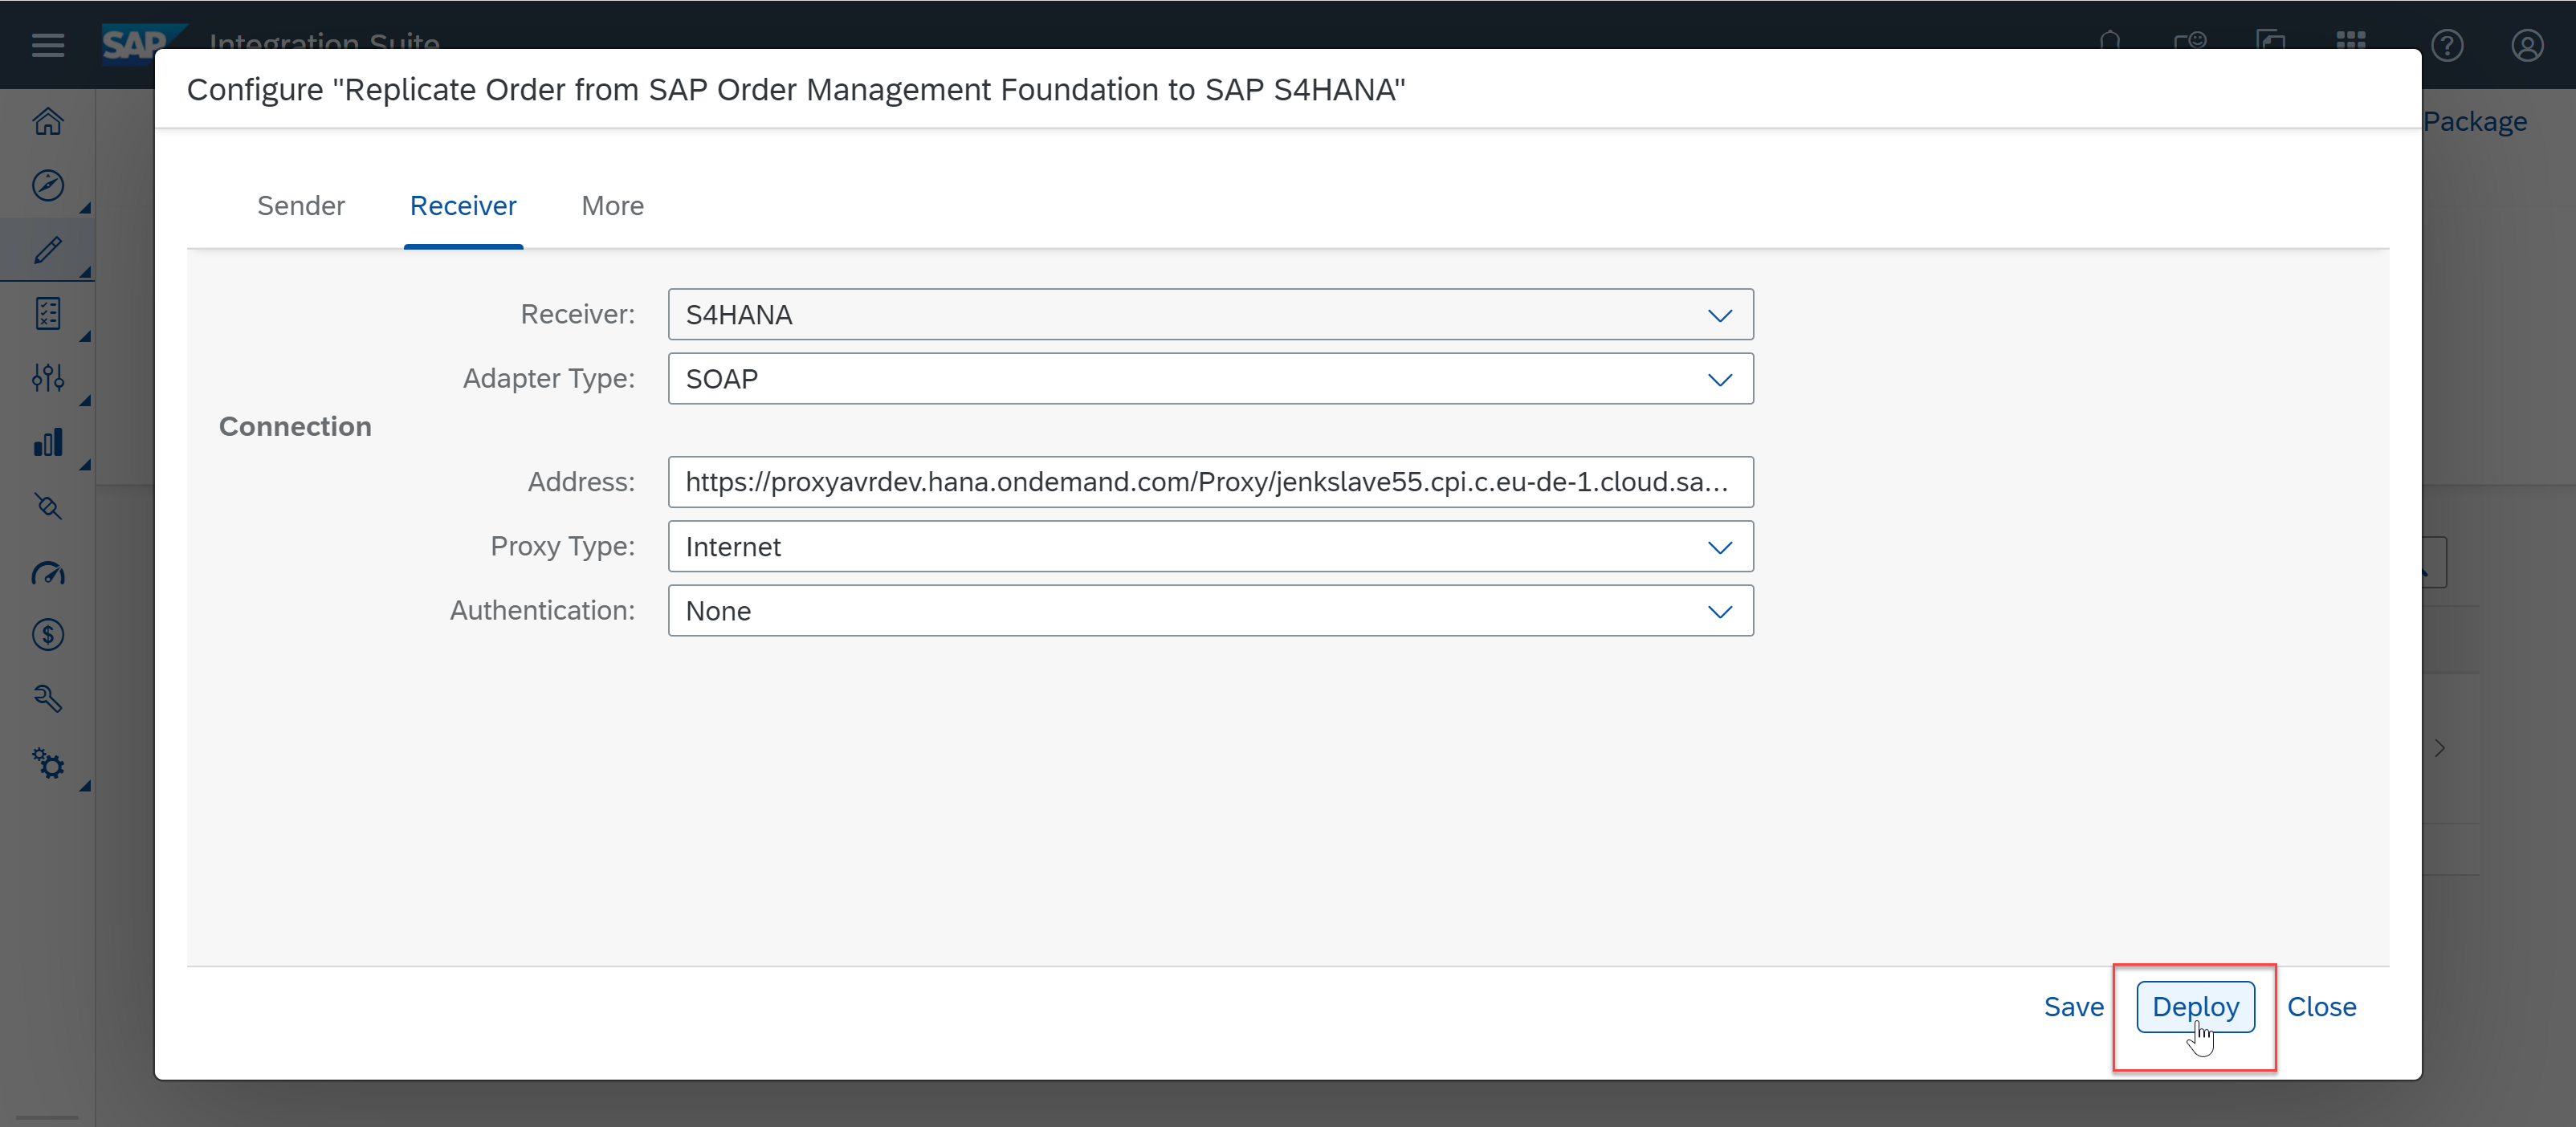 SAP Integration Suite
Configure "Replicate Order from SAP Order Management Foundation to SAP S4HANA"
Package
Sender Receiver More
Receiver: S4HANA
Adapter Type: SOAP
Connection
Address: https://proxyavrdev.hana.ondemand.com/Proxy/jenkslave55.cpi.c.eu-de-1.cloud.sa...
Proxy Type: Internet
Authentication: None
Save Deploy Close